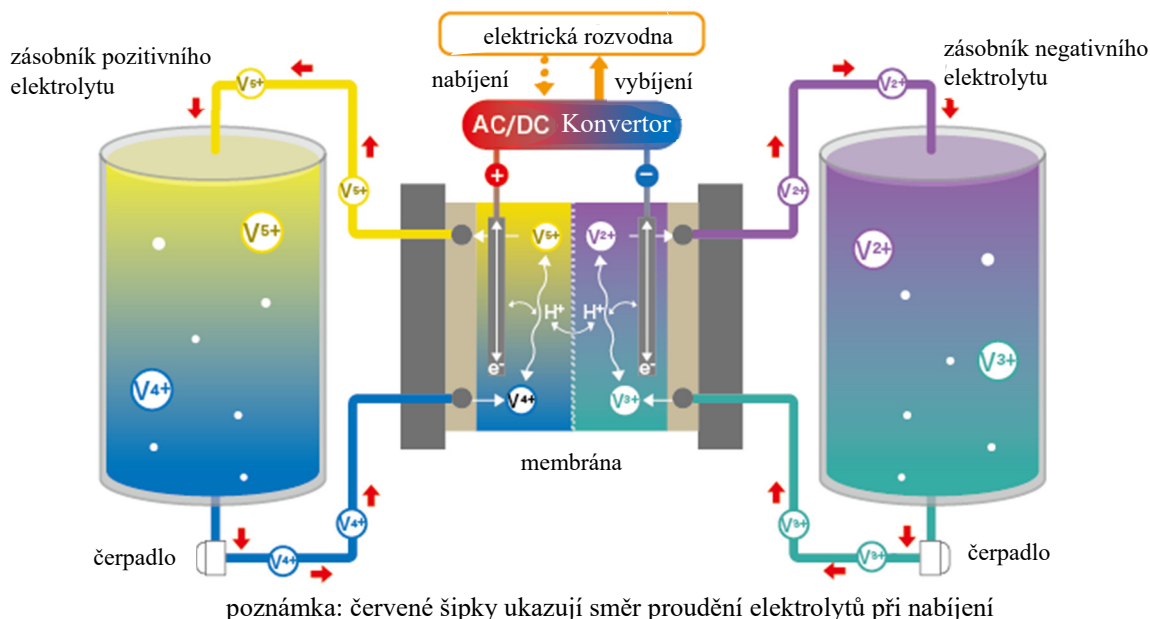 elektrická rozvodna
zásobník pozitivního
elektrolytu
zásobník negativního
elektrolytu
nabíjení
vybíjení
V5+
V2+
AC/DC Konvertor
+
−
V5+
V2+
V5+
V5+
V2+
V2+
H+
H+
e-
e-
V4+
V3+
V4+
V3+
membrána
V4+
V3+
čerpadlo
V4+
V3+
čerpadlo
poznámka: červené šipky ukazují směr proudění elektrolytů při nabíjení